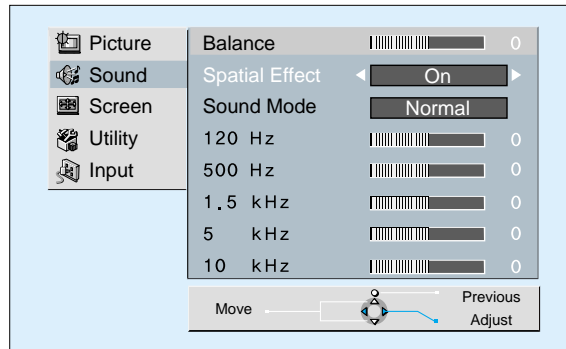 Picture
Sound
Screen
Utility
Input
Balance 0
Spatial Effect On
Sound Mode Normal
120 Hz 0
500 Hz 0
1.5 kHz 0
5 kHz 0
10 kHz 0
Move
Previous
Adjust